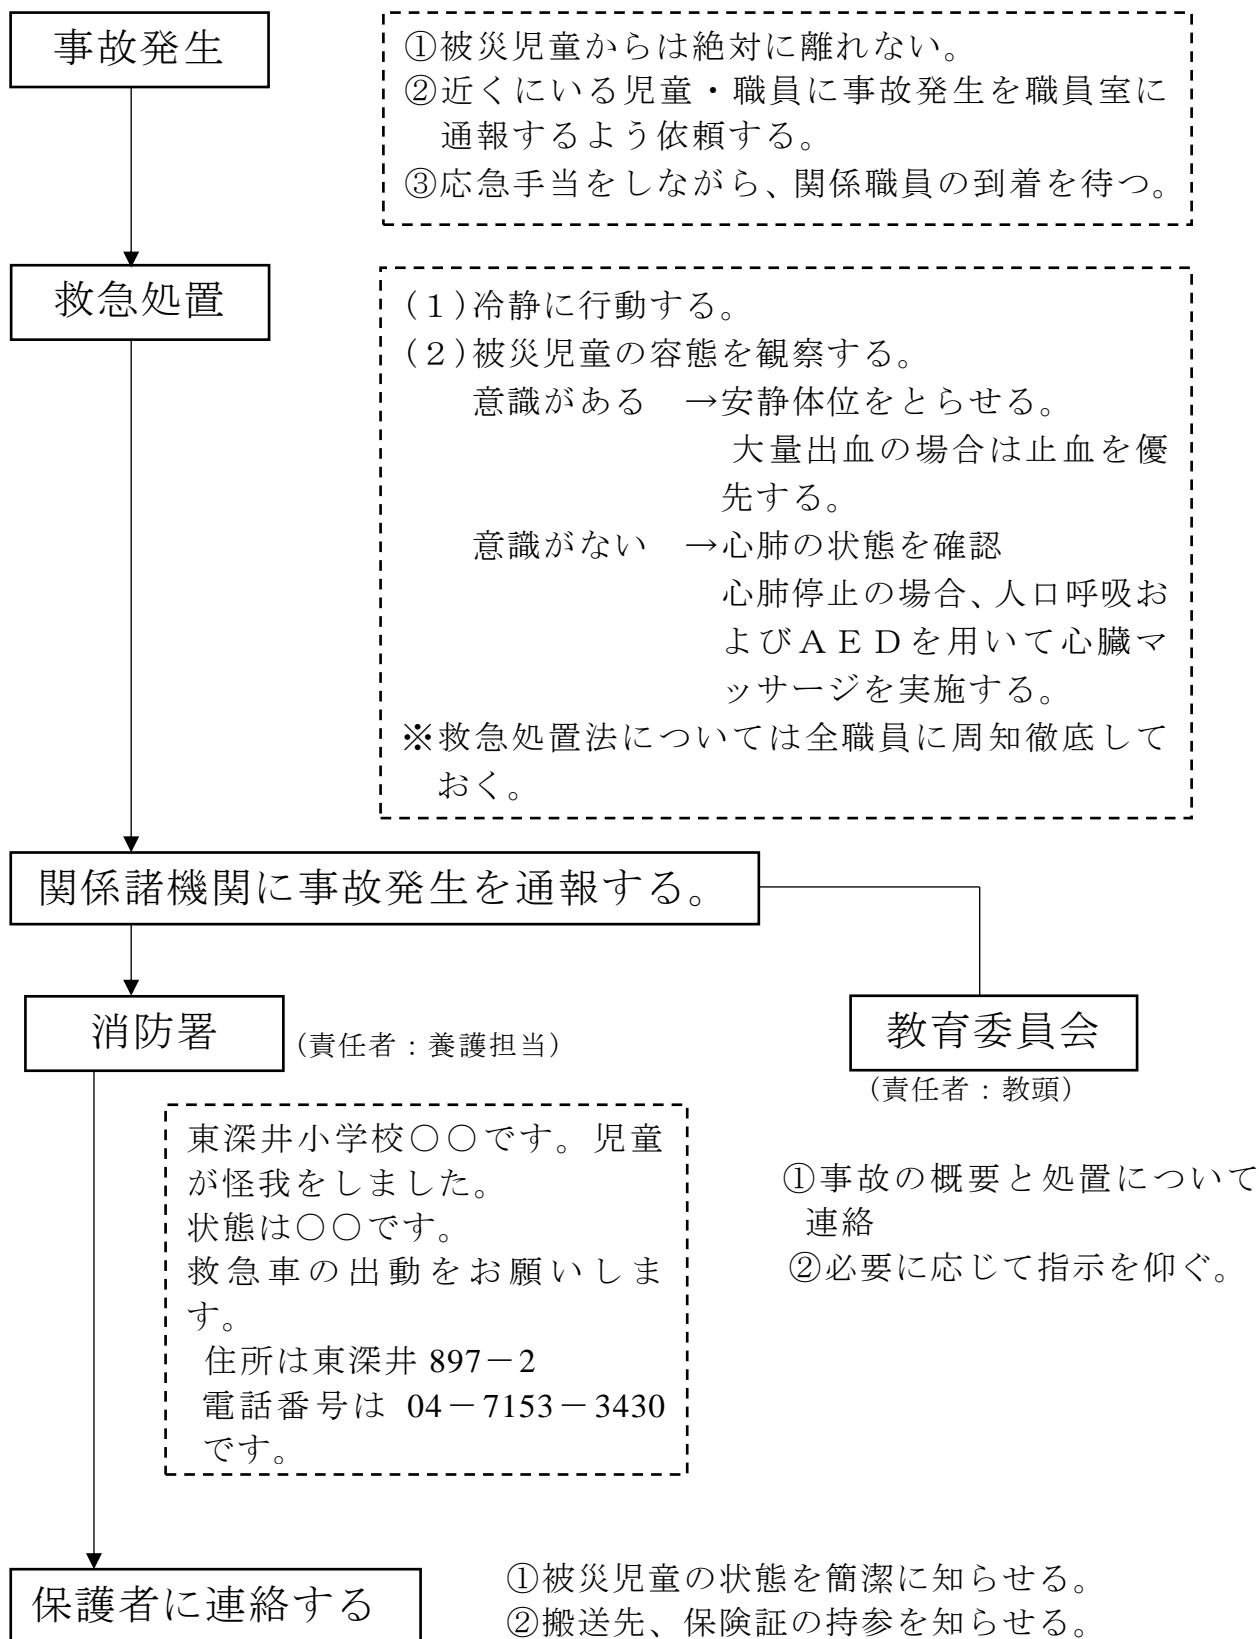 事故発生
①被災児童からは絶対に離れない。
②近くにいる児童・職員に事故発生を職員室に
通報するよう依頼する。
③応急手当をしながら、関係職員の到着を待つ。
救急処置
(１)冷静に行動する。
(２)被災児童の容態を観察する。
意識がある　→安静体位をとらせる。
大量出血の場合は止血を優
先する。
意識がない　→心肺の状態を確認
心肺停止の場合、人口呼吸お
よびＡＥＤを用いて心臓マ
ッサージを実施する。
※救急処置法については全職員に周知徹底して
おく。
関係諸機関に事故発生を通報する。
消防署
(責任者：養護担当)
教育委員会
(責任者：教頭)
東深井小学校○○です。児童
が怪我をしました。
状態は○○です。
救急車の出動をお願いしま
す。
住所は東深井 897－2
電話番号は 04－7153－3430
です。
①事故の概要と処置について
連絡
②必要に応じて指示を仰ぐ。
保護者に連絡する
①被災児童の状態を簡潔に知らせる。
②搬送先、保険証の持参を知らせる。